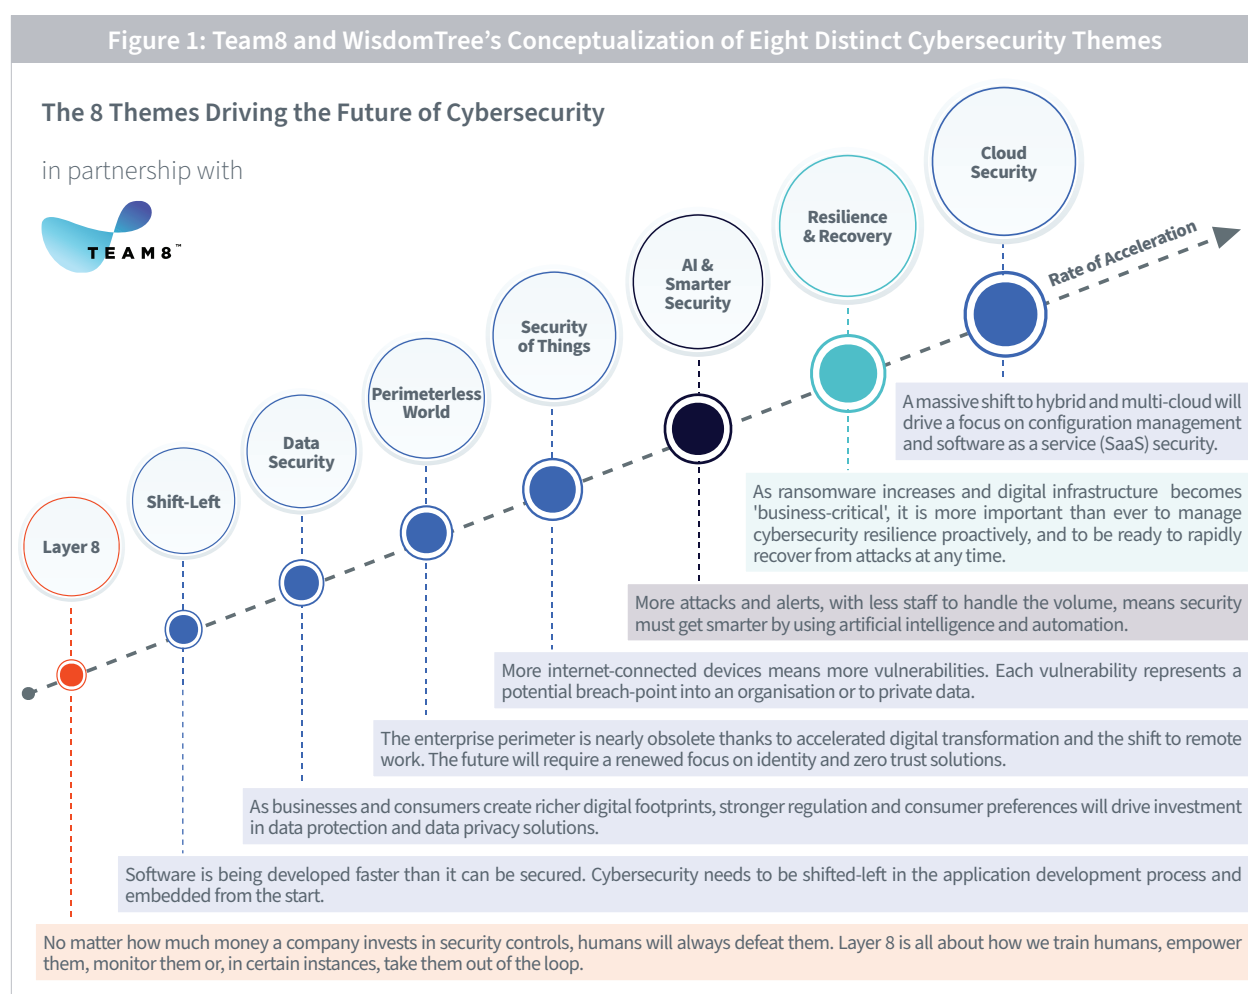 Figure 1: Team8 and WisdomTree’s Conceptualization of Eight Distinct Cybersecurity Themes
The 8 Themes Driving the Future of Cybersecurity
in partnership with
TEAM8™
Cloud
Security
Resilience
& Recovery
AI &
Smarter
Security
Security
of Things
Perimeterless
World
Data
Security
Shift-Left
Layer 8
Rate of Acceleration
A massive shift to hybrid and multi-cloud will
drive a focus on configuration management
and software as a service (SaaS) security.
As ransomware increases and digital infrastructure becomes
'business-critical', it is more important than ever to manage
cybersecurity resilience proactively, and to be ready to rapidly
recover from attacks at any time.
More attacks and alerts, with less staff to handle the volume, means security
must get smarter by using artificial intelligence and automation.
More internet-connected devices means more vulnerabilities. Each vulnerability represents a
potential breach-point into an organisation or to private data.
The enterprise perimeter is nearly obsolete thanks to accelerated digital transformation and the shift to remote
work. The future will require a renewed focus on identity and zero trust solutions.
As businesses and consumers create richer digital footprints, stronger regulation and consumer preferences will drive investment
in data protection and data privacy solutions.
Software is being developed faster than it can be secured. Cybersecurity needs to be shifted-left in the application development process and
embedded from the start.
No matter how much money a company invests in security controls, humans will always defeat them. Layer 8 is all about how we train humans, empower
them, monitor them or, in certain instances, take them out of the loop.